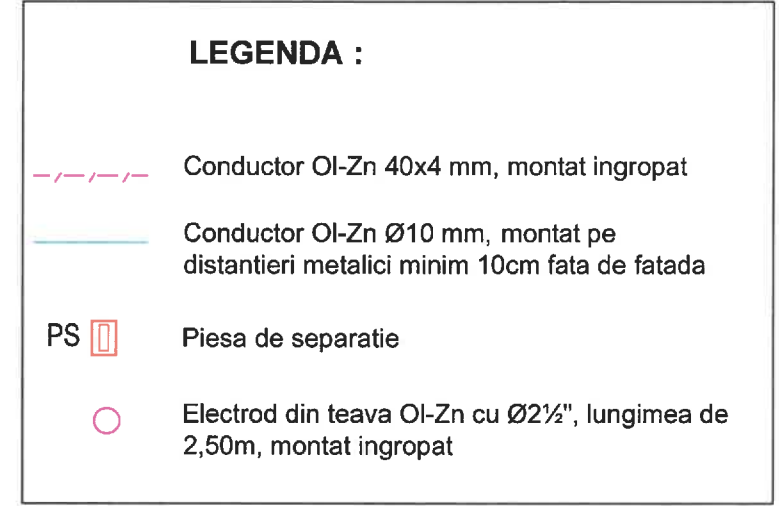 LEGENDA :
Conductor Ol-Zn 40x4 mm, montat ingropat
Conductor Ol-Zn Ø10 mm, montat pe
distantieri metalici minim 10cm fata de fatada
PS Piesa de separatie
Electrod din teava Ol-Zn cu Ø2½", lungimea de
2,50m, montat ingropat